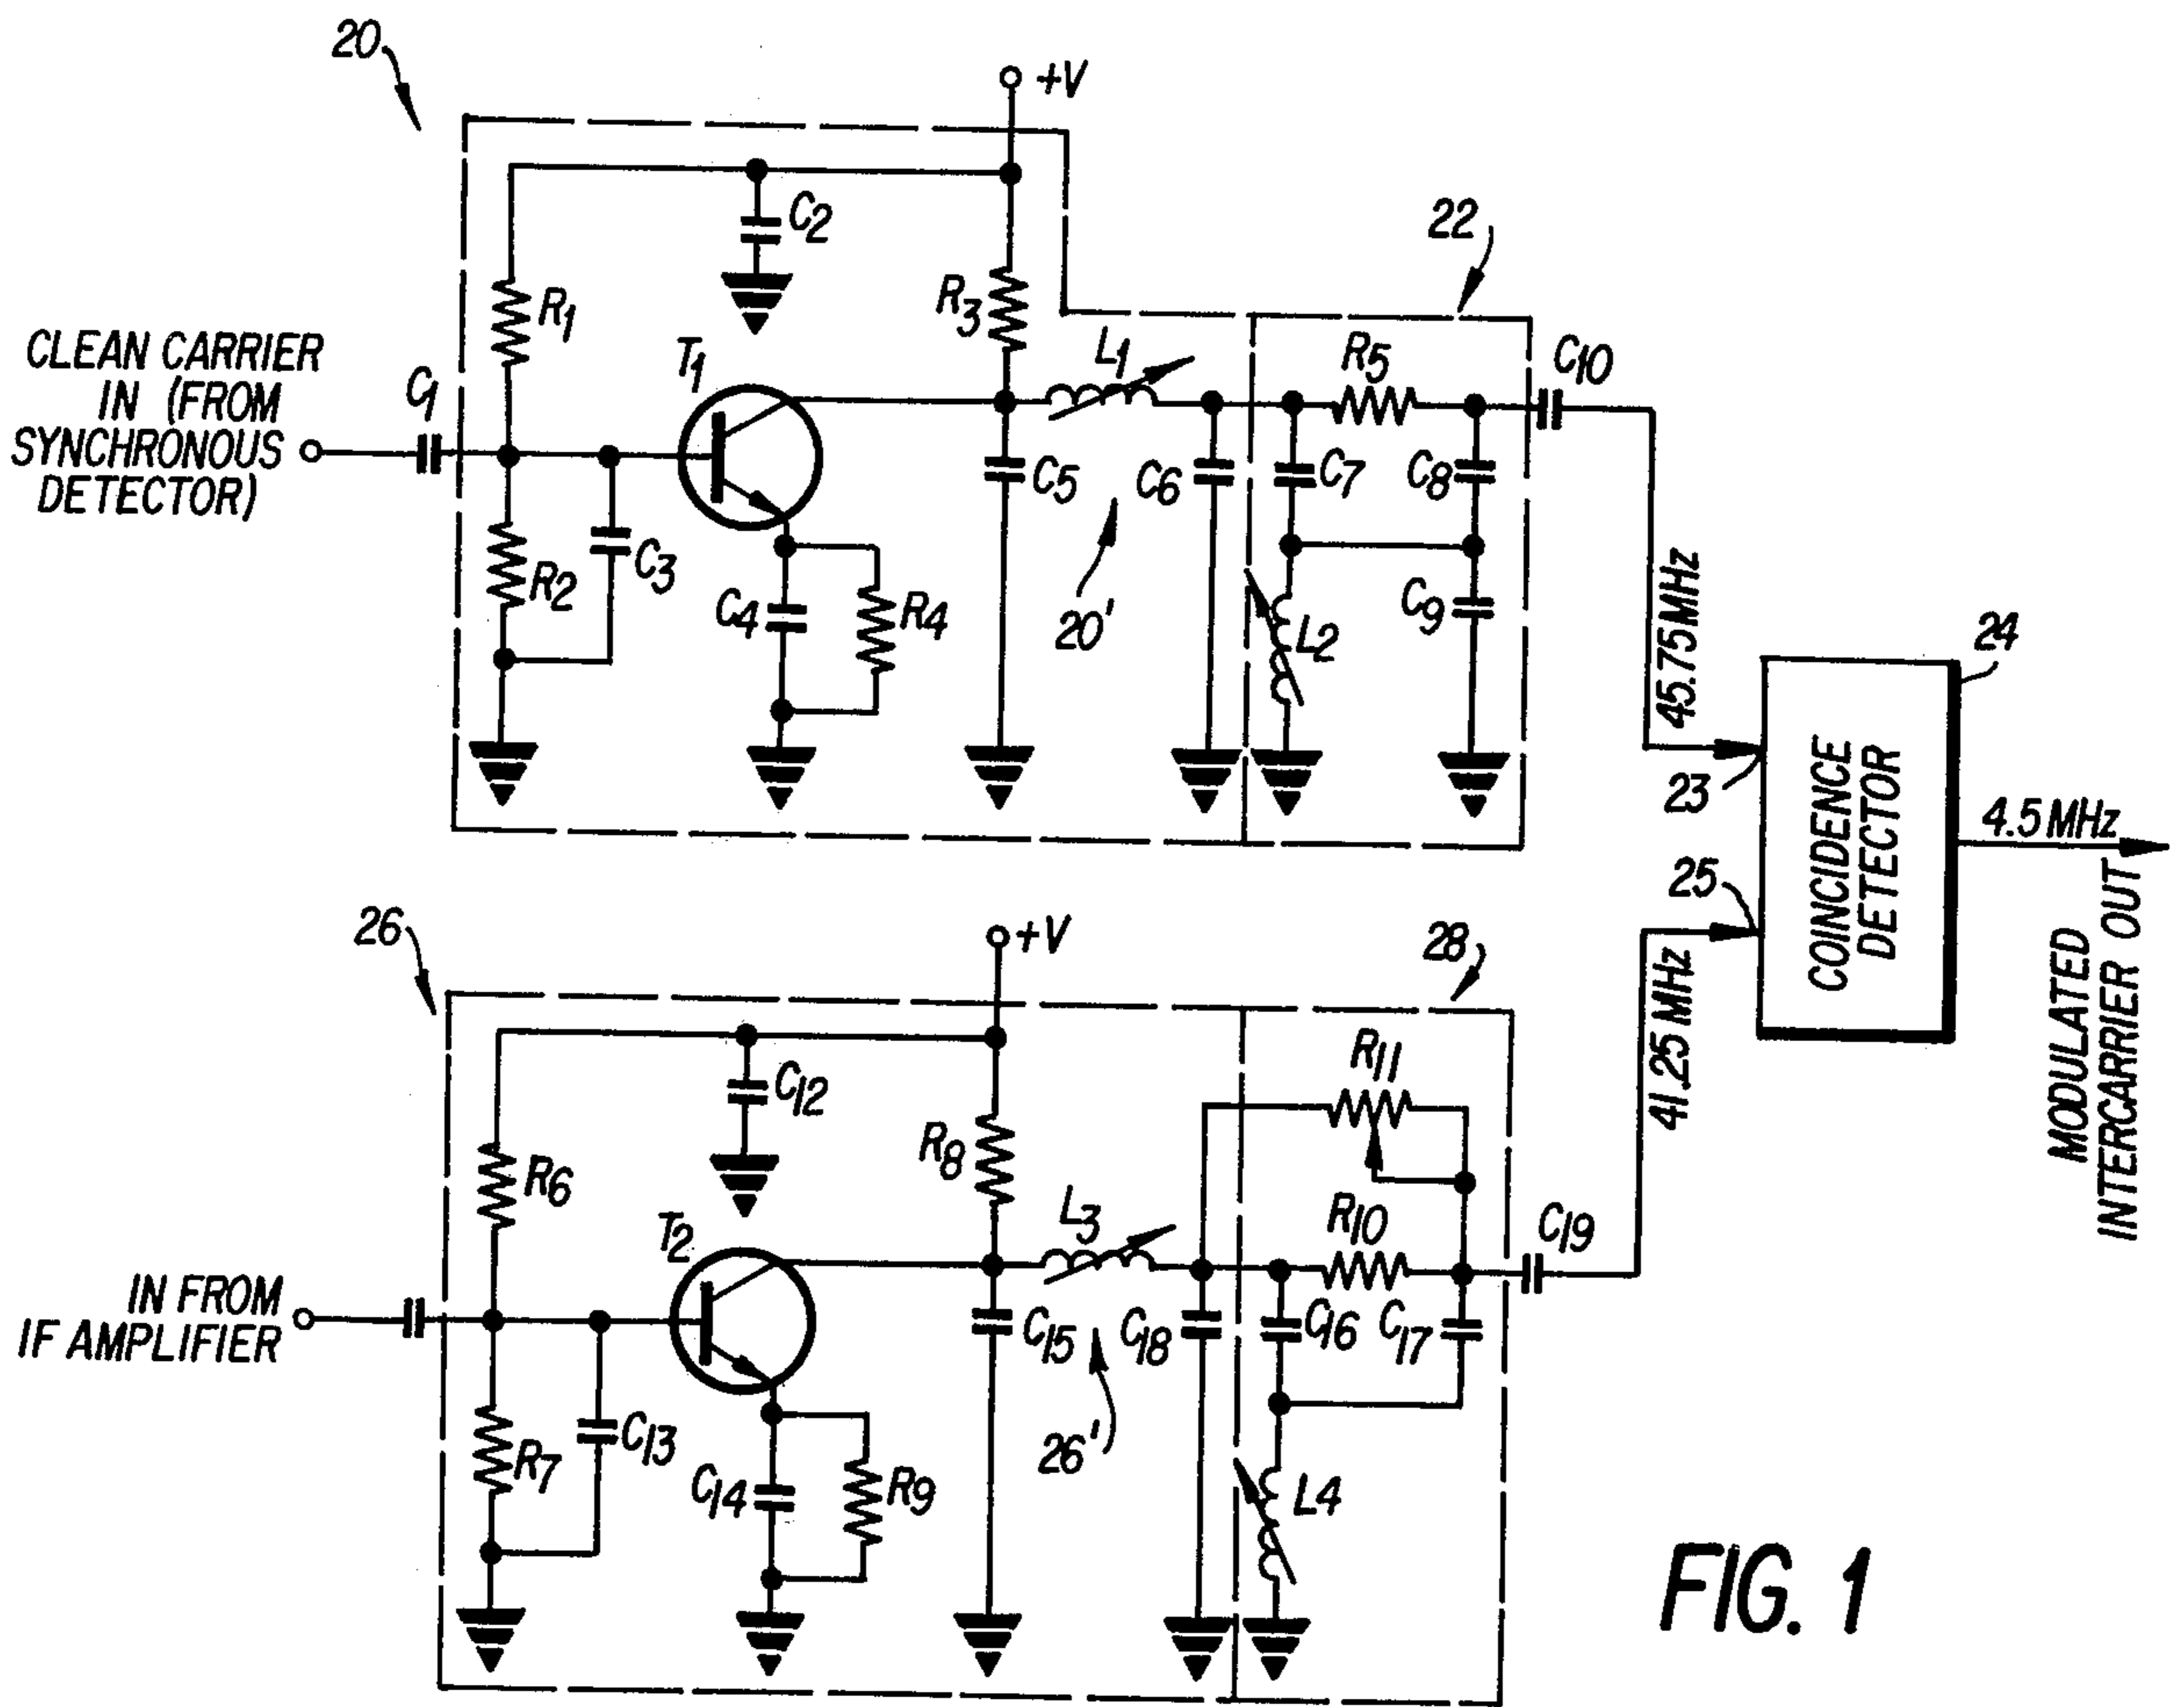 20
+V
C2
22
R1
R3
CLEAN CARRIER
IN (FROM
SYNCHRONOUS
DETECTOR)
C1
T1
L1
R5
C10
C5
C6
C7
C8
R2
C3
C4
R4
20'
L2
C9
45.75MHz
24
23
COINCIDENCE
DETECTOR
4.5 MHz
MODULATED
INTERCARRIER OUT
25
41.25 MHz
26
+V
28
C12
R11
R6
R8
T2
L3
R10
C19
IN FROM
IF AMPLIFIER
C15
C18
C16
C17
R7
C13
C14
R9
26'
L4
FIG. 1